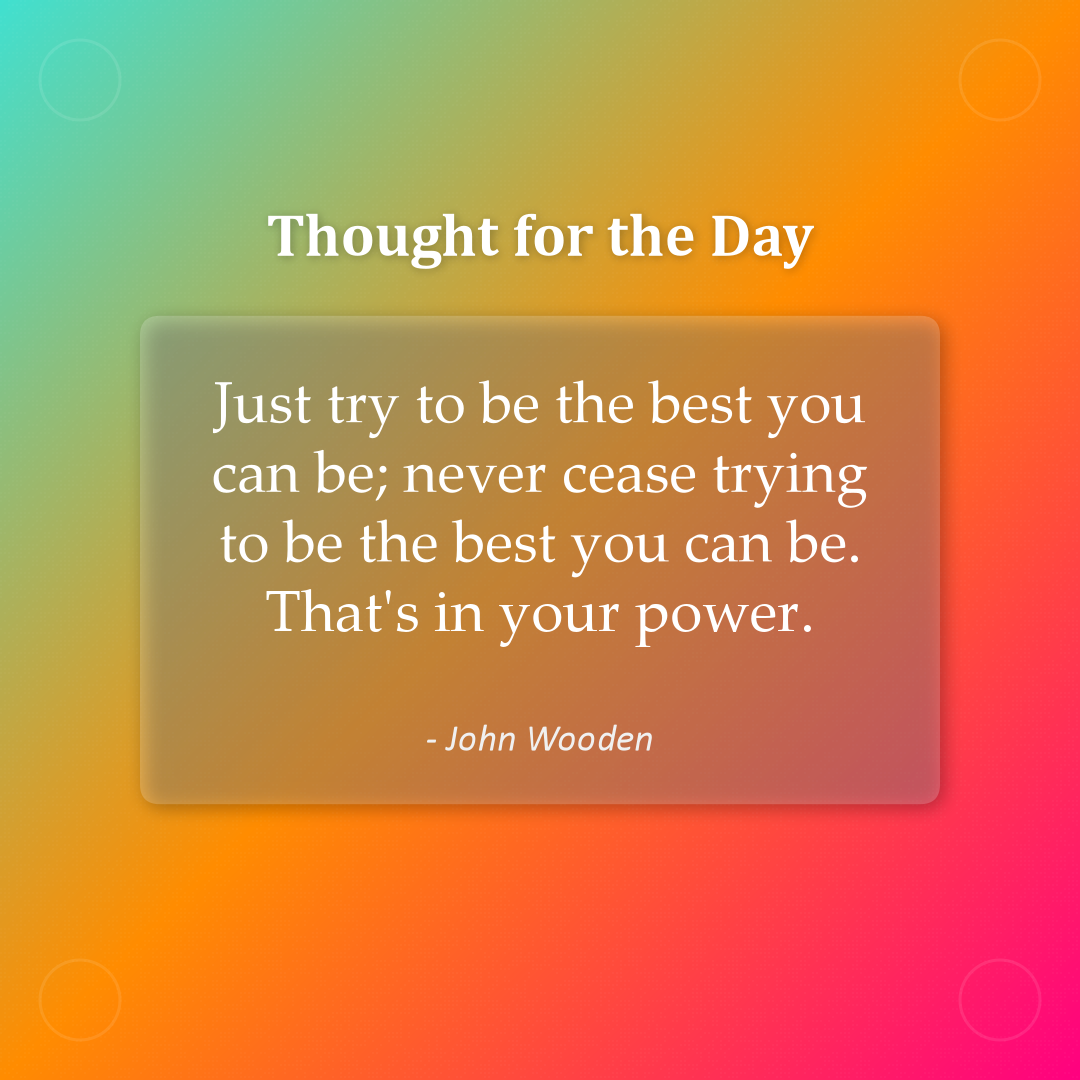 Thought for the Day
Just try to be the best you
can be; never cease trying
to be the best you can be.
That's in your power.
- John Wooden